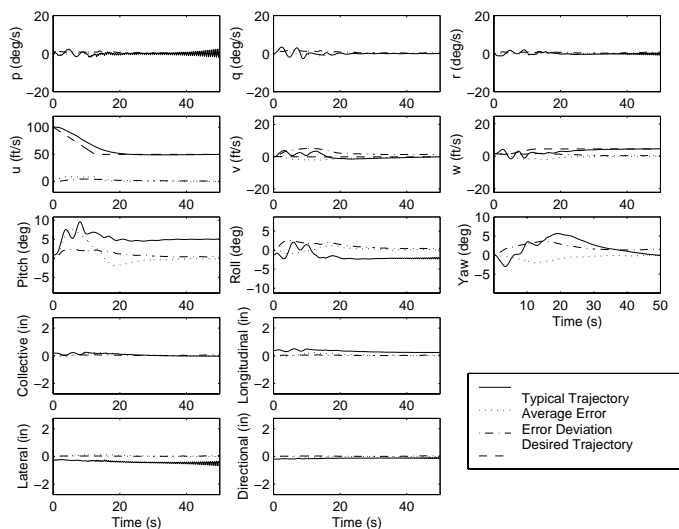 20
0
−20
p (deg/s)
0 20 40
20
0
−20
q (deg/s)
0 20 40
20
0
−20
r (deg/s)
0 20 40
100
50
0
u (ft/s)
0 20 40
20
0
−20
v (ft/s)
0 20 40
20
0
−20
w (ft/s)
0 20 40
10
5
0
−5
Pitch (deg)
0 20 40
10
5
0
−5
−10
Roll (deg)
0 20 40
10
5
0
−5
Yaw (deg)
0 10 20 30 40 50
Time (s)
2
0
−2
Collective (in)
0 20 40
2
0
−2
Longitudinal (in)
0 20 40
2
0
−2
Lateral (in)
0 20 40
Time (s)
2
0
−2
Directional (in)
0 20 40
Time (s)
Typical Trajectory
Average Error
Error Deviation
Desired Trajectory